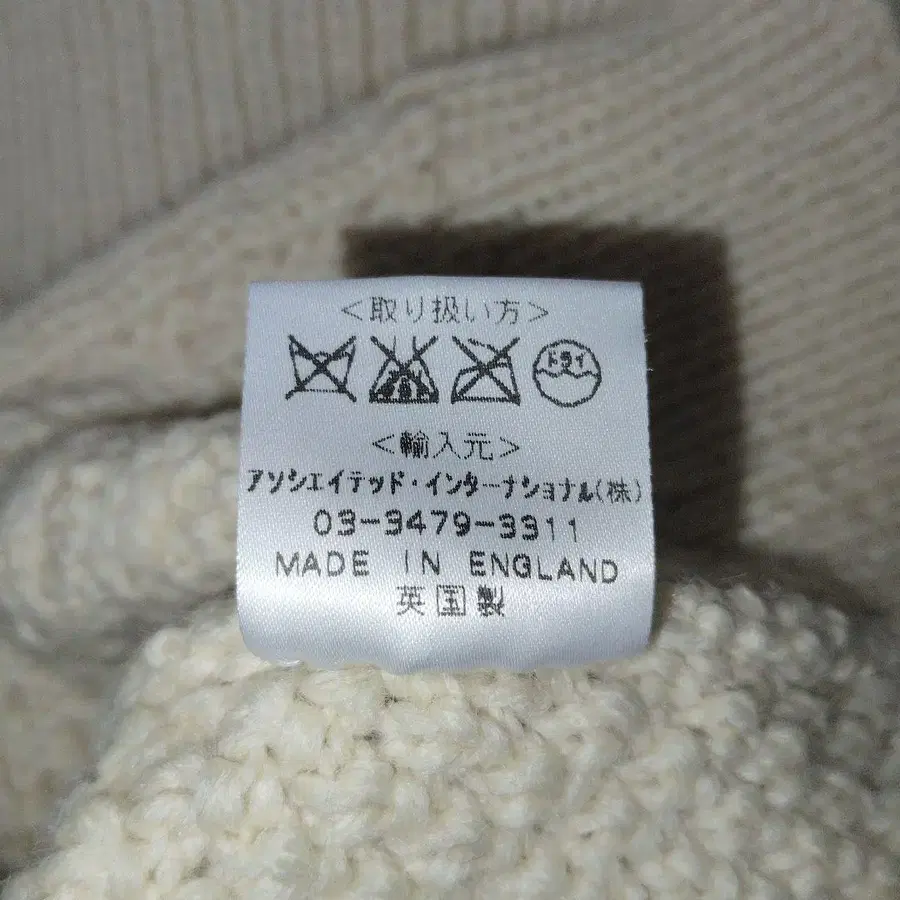 <取り扱い方>
ドライ
<輸入元>
アソシエイテッド・インターナショナル(株)
03-3479-3311
MADE IN ENGLAND
英国製